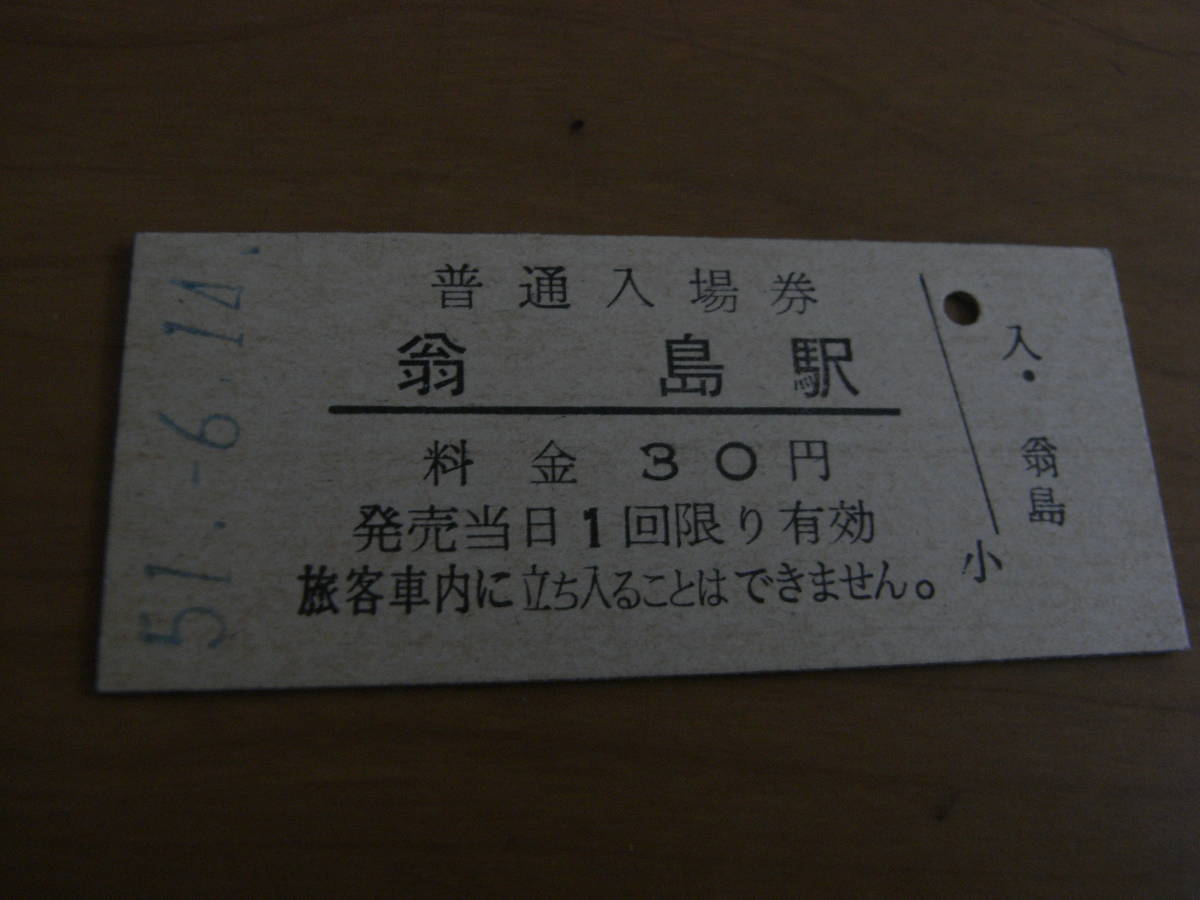 51.-6.14.
普通入場券
翁島駅
料金 30円
発売当日1回限り有効
旅客車内に立ち入ることはできません。
入・翁島
小